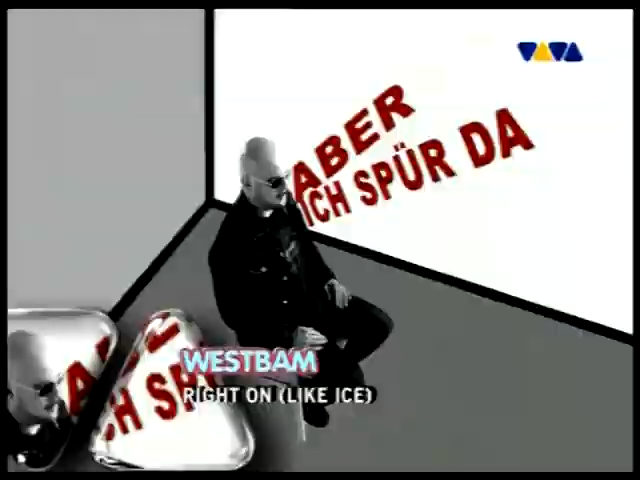 VIVA
ABER
ICH SPÜR DA
WESTBAM
RIGHT ON (LIKE ICE)